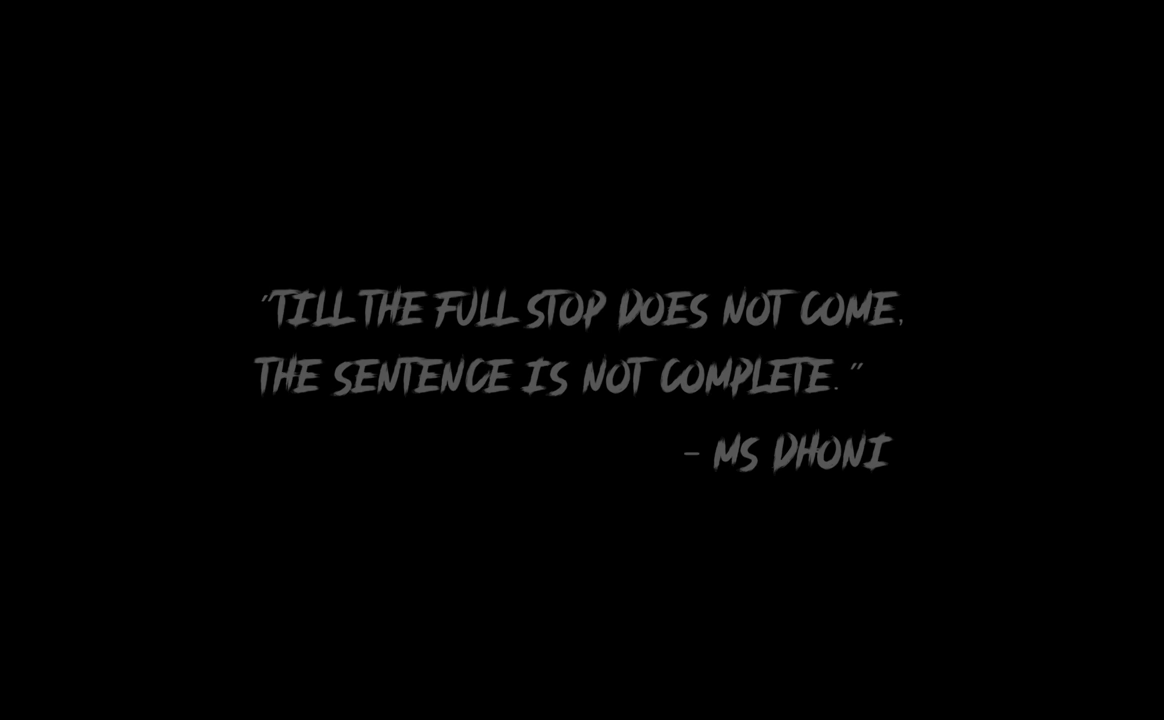 "TILL THE FULL STOP DOES NOT COME,
THE SENTENCE IS NOT COMPLETE. "
- MS DHONI